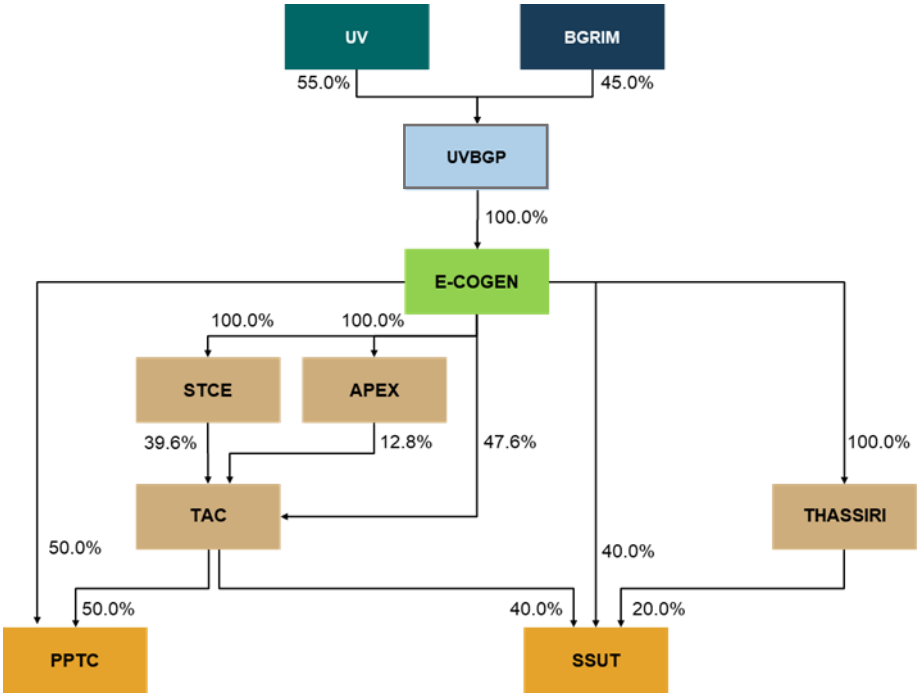 UV
BGRIM
55.0%
45.0%
UVBGP
100.0%
E-COGEN
100.0%
100.0%
STCE
APEX
39.6%
12.8%
47.6%
100.0%
TAC
THASSIRI
50.0%
40.0%
50.0%
40.0%
20.0%
PPTC
SSUT